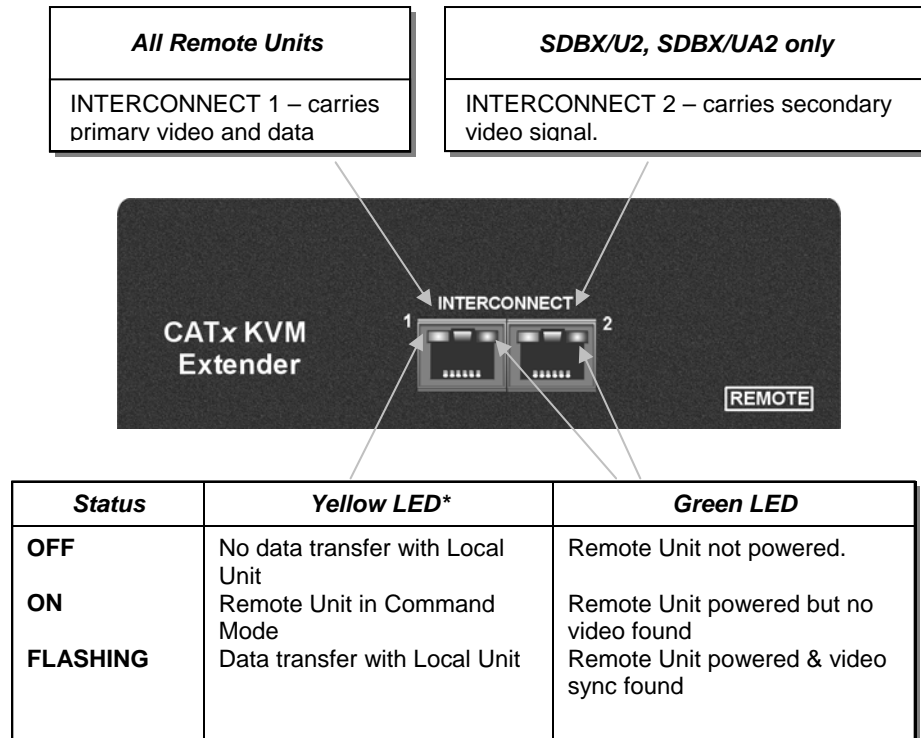 All Remote Units
INTERCONNECT 1 – carries
primary video and data
SDBX/U2, SDBX/UA2 only
INTERCONNECT 2 – carries secondary
video signal.
INTERCONNECT
1
2
CATx KVM
Extender
REMOTE
Status
Yellow LED*
Green LED
OFF
No data transfer with Local
Unit
Remote Unit not powered.
ON
Remote Unit in Command
Mode
Remote Unit powered but no
video found
FLASHING
Data transfer with Local Unit
Remote Unit powered & video
sync found